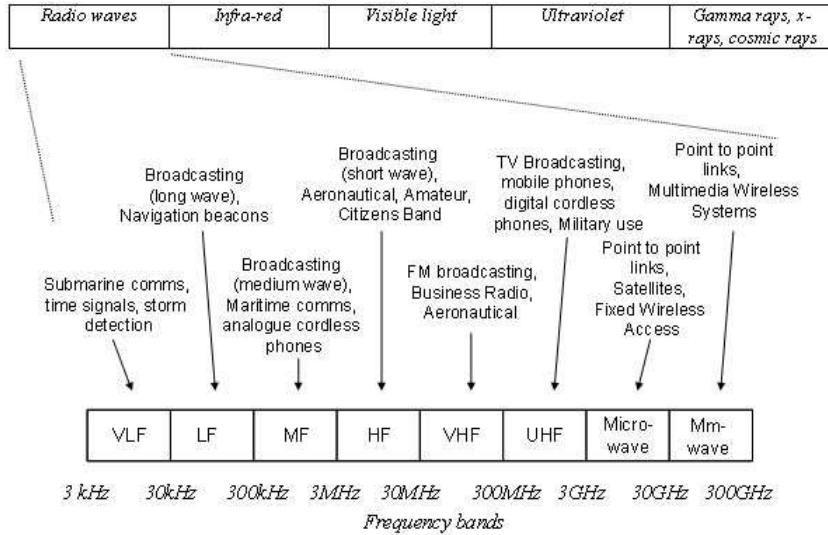 Radio waves
Infra-red
Visible light
Ultraviolet
Gamma rays, x-
rays, cosmic rays
Broadcasting
(long wave),
Navigation beacons
Broadcasting
(short wave),
Aeronautical, Amateur,
Citizens Band
TV Broadcasting,
mobile phones,
digital cordless
phones, Military use
Point to point
links,
Multimedia Wireless
Systems
Submarine comms,
time signals, storm
detection
Broadcasting
(medium wave),
Maritime comms,
analogue cordless
phones
FM broadcasting,
Business Radio,
Aeronautical
Point to point
links,
Satellites,
Fixed Wireless
Access
VLF
LF
MF
HF
VHF
UHF
Micro-
wave
Mm-
wave
3 kHz 30kHz 300kHz 3MHz 30MHz 300MHz 3GHz 30GHz 300GHz
Frequency bands